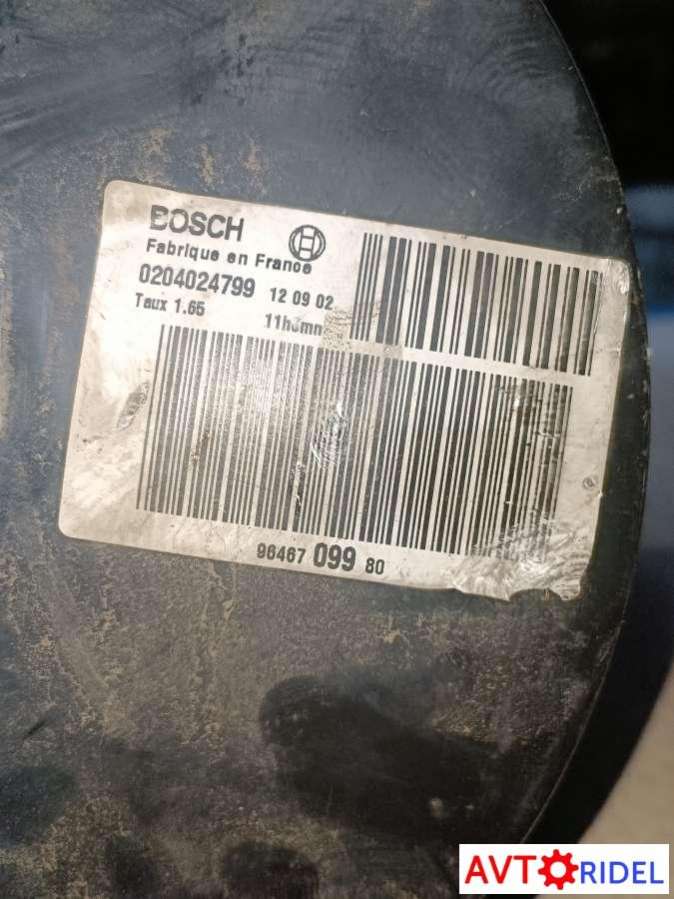 BOSCH
Fabrique en France
0204024799 12 09 02
Taux 1.65
96467 099 80
AVTORIDEL